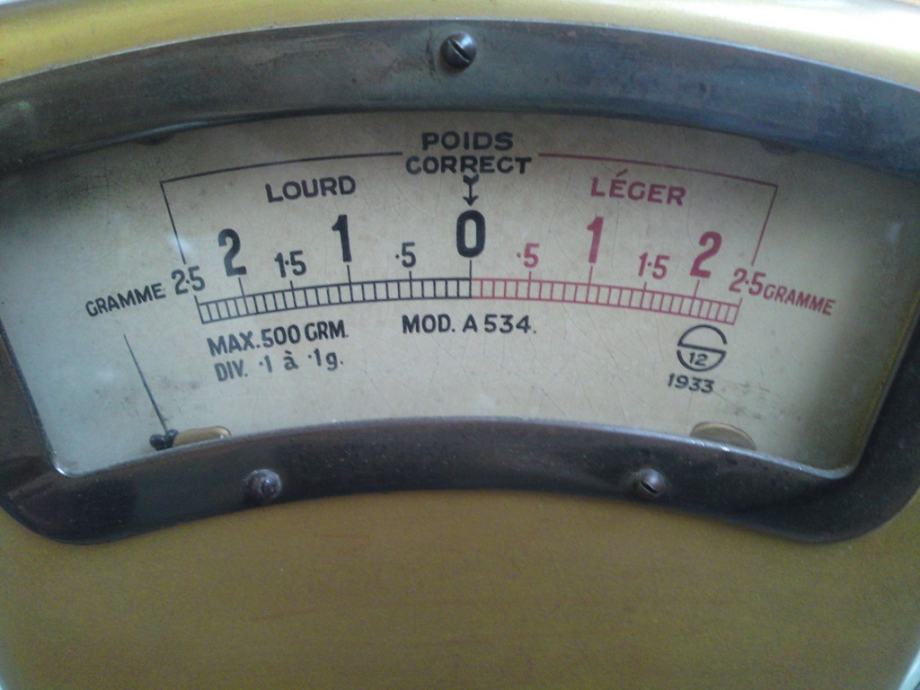 POIDS
CORRECT
LOURD
LÉGER
GRAMME 2·5 2 1·5 1 ·5 0 ·5 1 1·5 2 2·5 GRAMME
MAX. 500 GRM.
DIV. ·1 à ·1g.
MOD. A 534.
S
12
1933